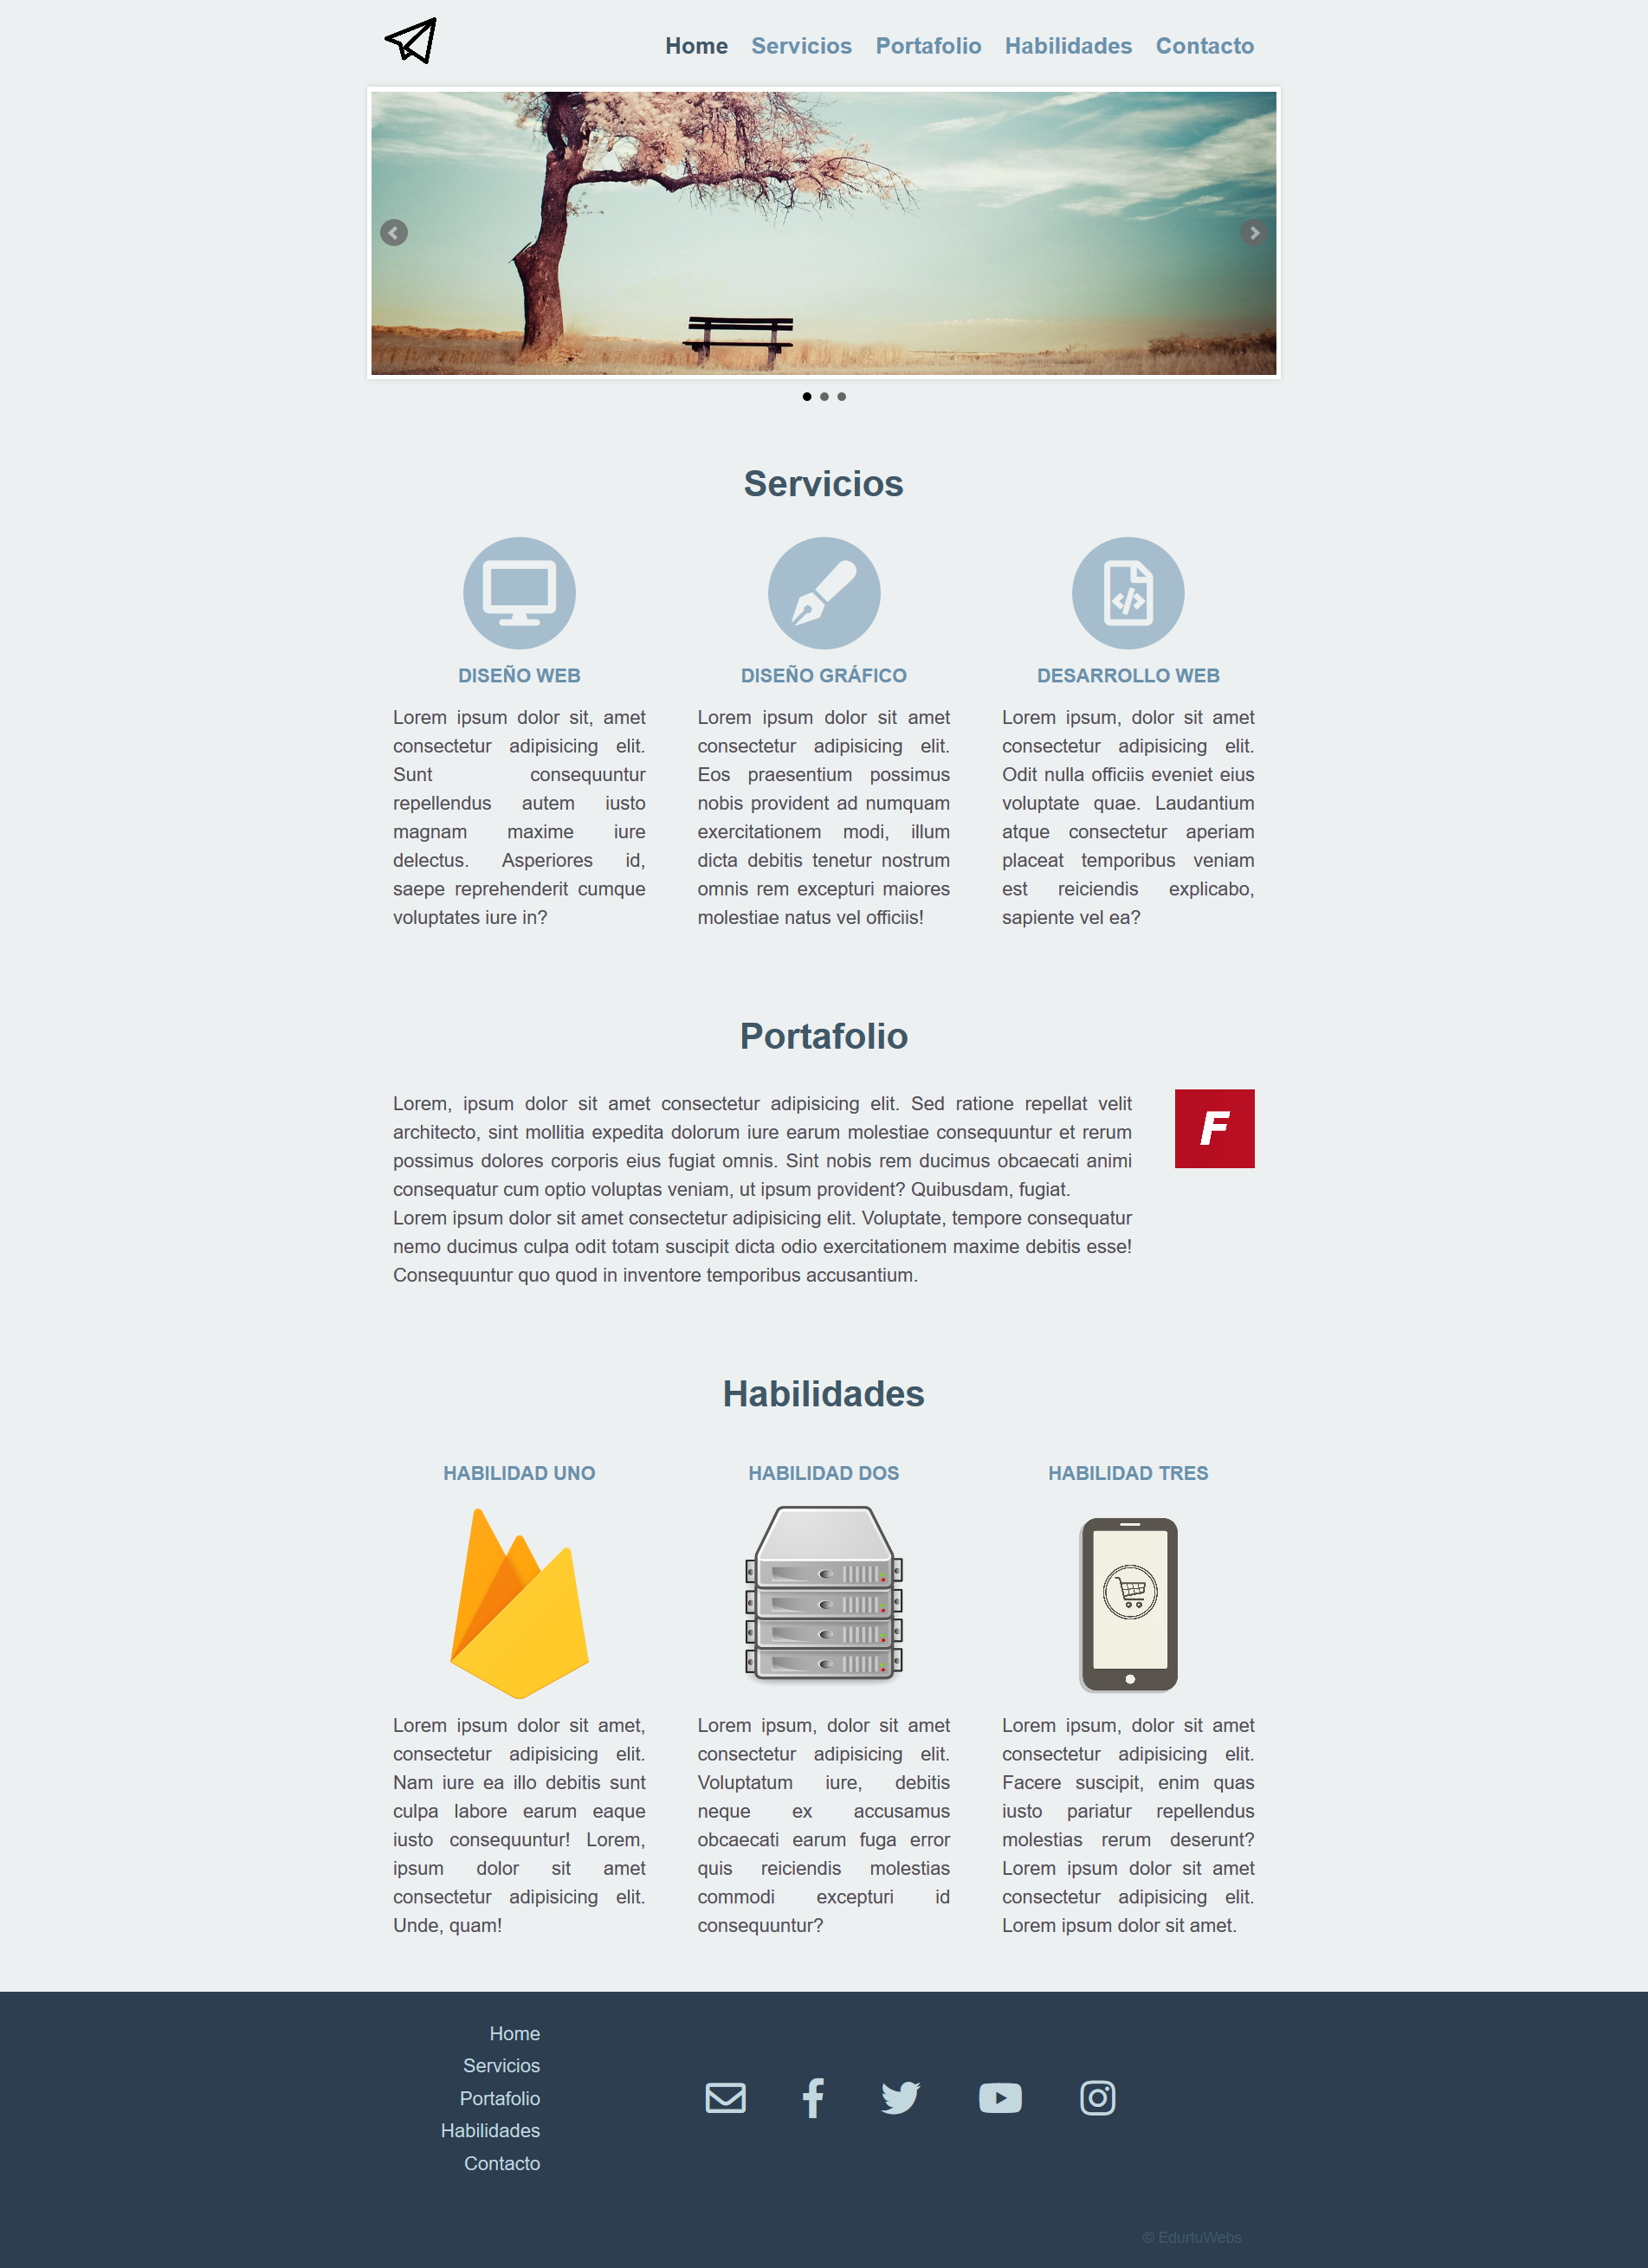 Home Servicios Portafolio Habilidades Contacto
Servicios
DISEÑO WEB
Lorem ipsum dolor sit, amet
consectetur adipisicing elit.
Sunt consequuntur
repellendus autem iusto
magnam maxime iure
delectus. Asperiores id,
saepe reprehenderit cumque
voluptates iure in?
DISEÑO GRÁFICO
Lorem ipsum dolor sit amet
consectetur adipisicing elit.
Eos praesentium possimus
nobis provident ad numquam
exercitationem modi, illum
dicta debitis tenetur nostrum
omnis rem excepturi maiores
molestiae natus vel officiis!
DESARROLLO WEB
Lorem ipsum, dolor sit amet
consectetur adipisicing elit.
Odit nulla officiis eveniet eius
voluptate quae. Laudantium
atque consectetur aperiam
placeat temporibus veniam
est reiciendis explicabo,
sapiente vel ea?
Portafolio
Lorem, ipsum dolor sit amet consectetur adipisicing elit. Sed ratione repellat velit
architecto, sint mollitia expedita dolorum iure earum molestiae consequuntur et rerum
possimus dolores corporis eius fugiat omnis. Sint nobis rem ducimus obcaecati animi
consequatur cum optio voluptas veniam, ut ipsum provident? Quibusdam, fugiat.
Lorem ipsum dolor sit amet consectetur adipisicing elit. Voluptate, tempore consequatur
nemo ducimus culpa odit totam suscipit dicta odio exercitationem maxime debitis esse!
Consequuntur quo quod in inventore temporibus accusantium.
F
Habilidades
HABILIDAD UNO
Lorem ipsum dolor sit amet,
consectetur adipisicing elit.
Nam iure ea illo debitis sunt
culpa labore earum eaque
iusto consequuntur! Lorem,
ipsum dolor sit amet
consectetur adipisicing elit.
Unde, quam!
HABILIDAD DOS
Lorem ipsum, dolor sit amet
consectetur adipisicing elit.
Voluptatum iure, debitis
neque ex accusamus
obcaecati earum fuga error
quis reiciendis molestias
commodi excepturi id
consequuntur?
HABILIDAD TRES
Lorem ipsum, dolor sit amet
consectetur adipisicing elit.
Facere suscipit, enim quas
iusto pariatur repellendus
molestias rerum deserunt?
Lorem ipsum dolor sit amet
consectetur adipisicing elit.
Lorem ipsum dolor sit amet.
Home
Servicios
Portafolio
Habilidades
Contacto
© EdurtuWebs